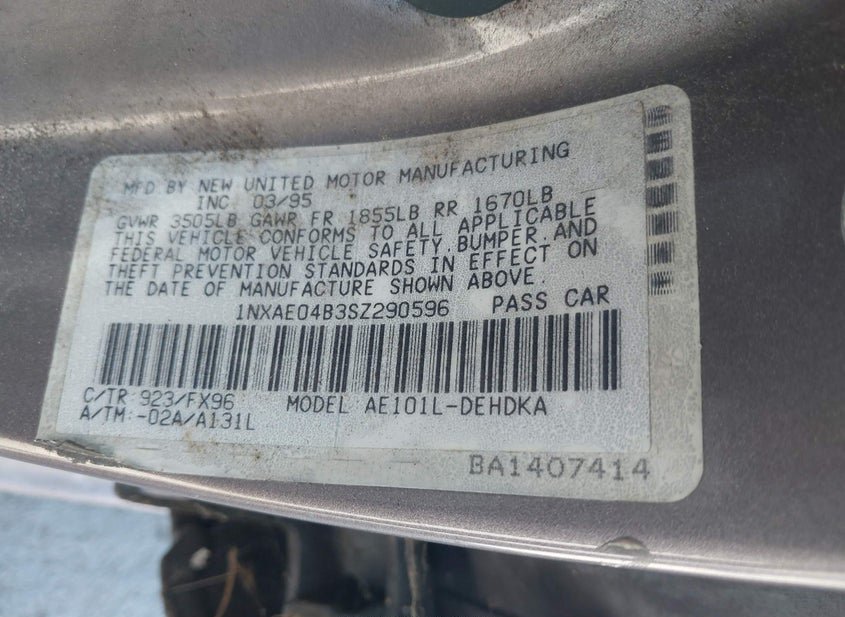 MFD BY NEW UNITED MOTOR MANUFACTURING
INC. 03/95
GVWR 3505LB GAWR FR 1855LB RR 1670LB
THIS VEHICLE CONFORMS TO ALL APPLICABLE
FEDERAL MOTOR VEHICLE SAFETY, BUMPER, AND
THEFT PREVENTION STANDARDS IN EFFECT ON
THE DATE OF MANUFACTURE SHOWN ABOVE.
1NXAE04B3SZ290596 PASS CAR
C/TR:923/FX96 MODEL AE101L-DEHDKA
A/TM:-02A/A131L
BA1407414